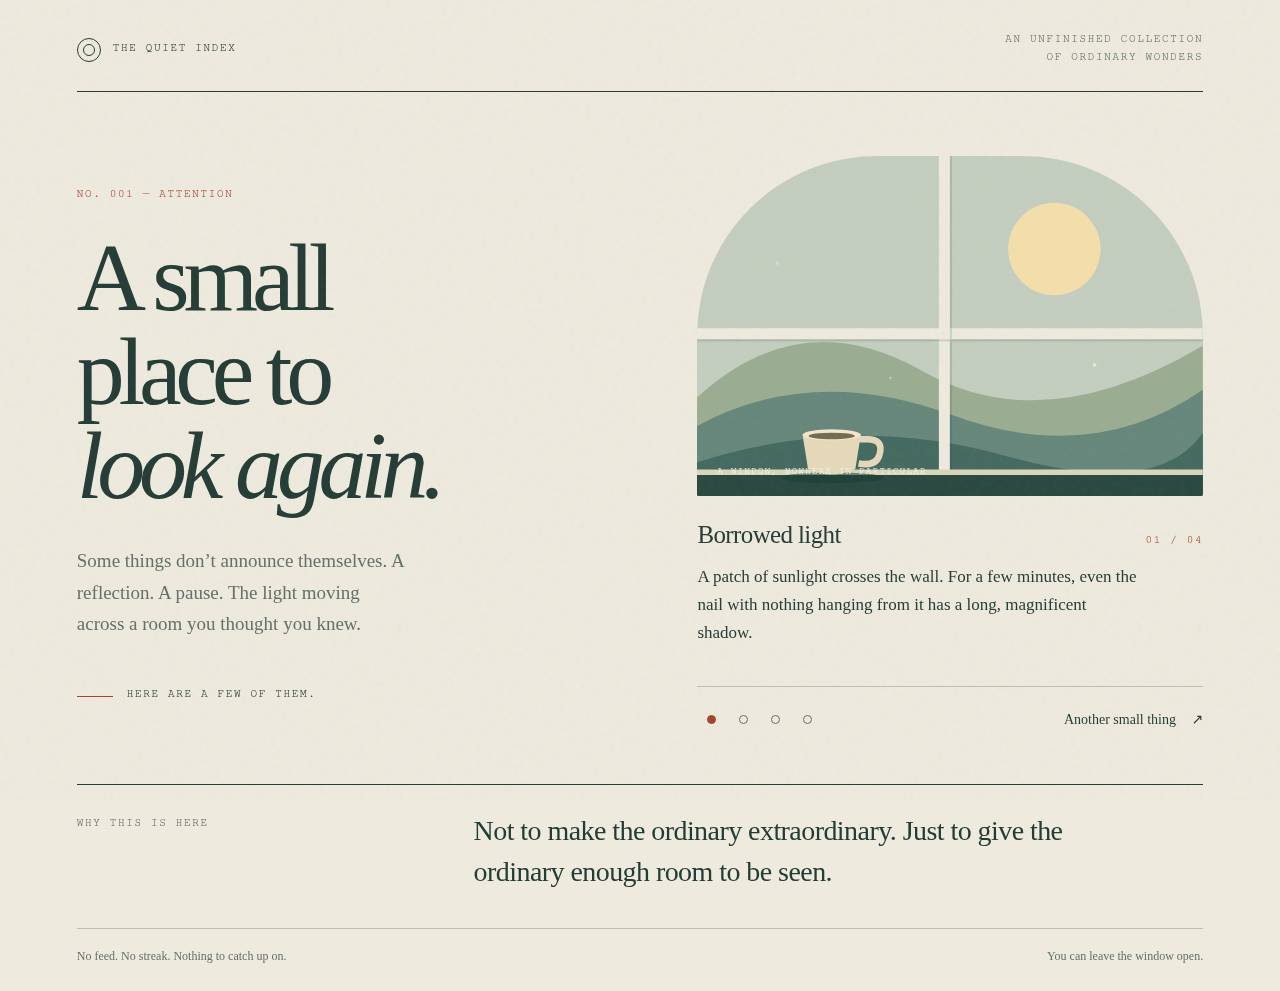 THE QUIET INDEX
AN UNFINISHED COLLECTION
OF ORDINARY WONDERS
NO. 001 — ATTENTION
A small
place to
look again.
Some things don’t announce themselves. A
reflection. A pause. The light moving
across a room you thought you knew.
HERE ARE A FEW OF THEM.
A WINDOW, NOWHERE IN PARTICULAR
Borrowed light
01 / 04
A patch of sunlight crosses the wall. For a few minutes, even the
nail with nothing hanging from it has a long, magnificent
shadow.
Another small thing ↗
WHY THIS IS HERE
Not to make the ordinary extraordinary. Just to give the
ordinary enough room to be seen.
No feed. No streak. Nothing to catch up on.
You can leave the window open.